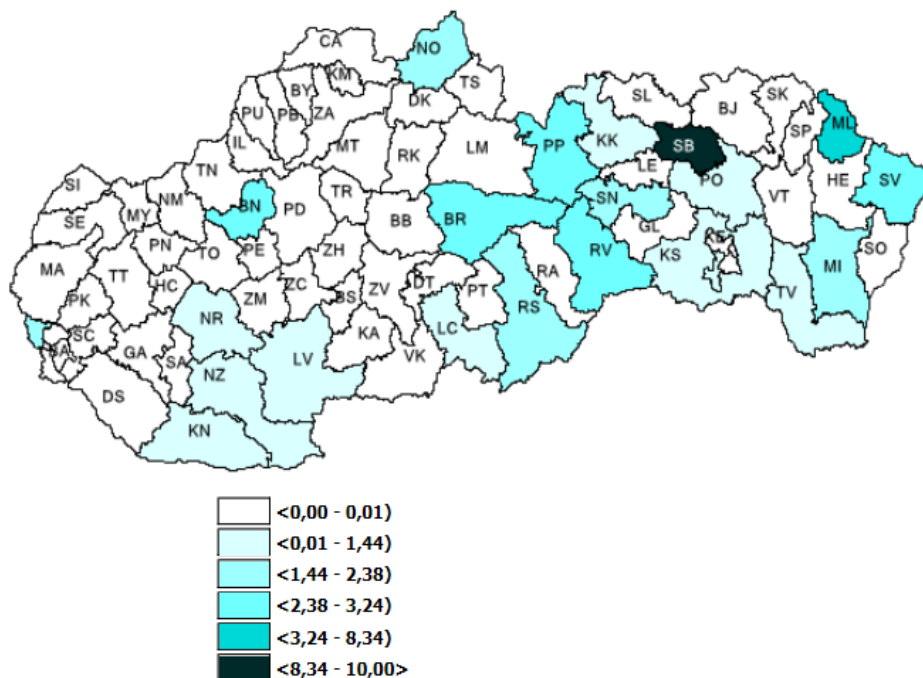 CA
NO
KM
TS
BY
PU
PB
ZA
DK
SL
BJ
SK
SP
ML
IL
MT
RK
LM
PP
KK
SB
LE
PO
HE
SV
TN
SI
NM
BN
PD
TR
BB
BR
SN
VT
SE
MY
PN
TO
PE
ZH
GL
KE
SO
MA
TT
HC
ZM
ZC
BS
ZV
DT
PT
RA
RV
KS
MI
TV
PK
SC
BA
GA
SA
NR
LV
KA
VK
LC
RS
DS
NZ
KN
<0,00 - 0,01)
<0,01 - 1,44)
<1,44 - 2,38)
<2,38 - 3,24)
<3,24 - 8,34)
<8,34 - 10,00>